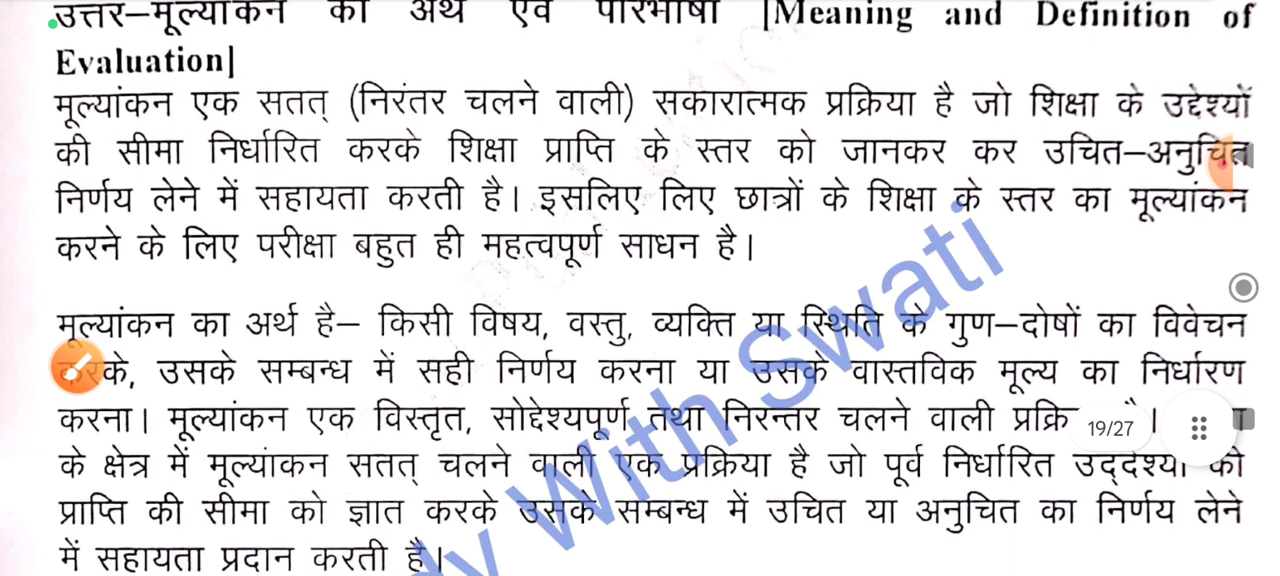 उत्तर–मूल्यांकन का अर्थ एवं परिभाषा [Meaning and Definition of
Evaluation]
मूल्यांकन एक सतत् (निरंतर चलने वाली) सकारात्मक प्रक्रिया है जो शिक्षा के उद्देश्यों
की सीमा निर्धारित करके शिक्षा प्राप्ति के स्तर को जानकर कर उचित–अनुचित
निर्णय लेने में सहायता करती है। इसलिए लिए छात्रों के शिक्षा के स्तर का मूल्यांकन
करने के लिए परीक्षा बहुत ही महत्वपूर्ण साधन है।
मूल्यांकन का अर्थ है– किसी विषय, वस्तु, व्यक्ति या स्थिति के गुण–दोषों का विवेचन
करके, उसके सम्बन्ध में सही निर्णय करना या उसके वास्तविक मूल्य का निर्धारण
करना। मूल्यांकन एक विस्तृत, सोद्देश्यपूर्ण तथा निरन्तर चलने वाली
19/27
के क्षेत्र में मूल्यांकन सतत् चलने वाली एक प्रक्रिया है जो पूर्व निर्धारित उद्देश्यों की
प्राप्ति की सीमा को ज्ञात करके उसके सम्बन्ध में उचित या अनुचित का निर्णय लेने
में सहायता प्रदान करती है।
With Swati